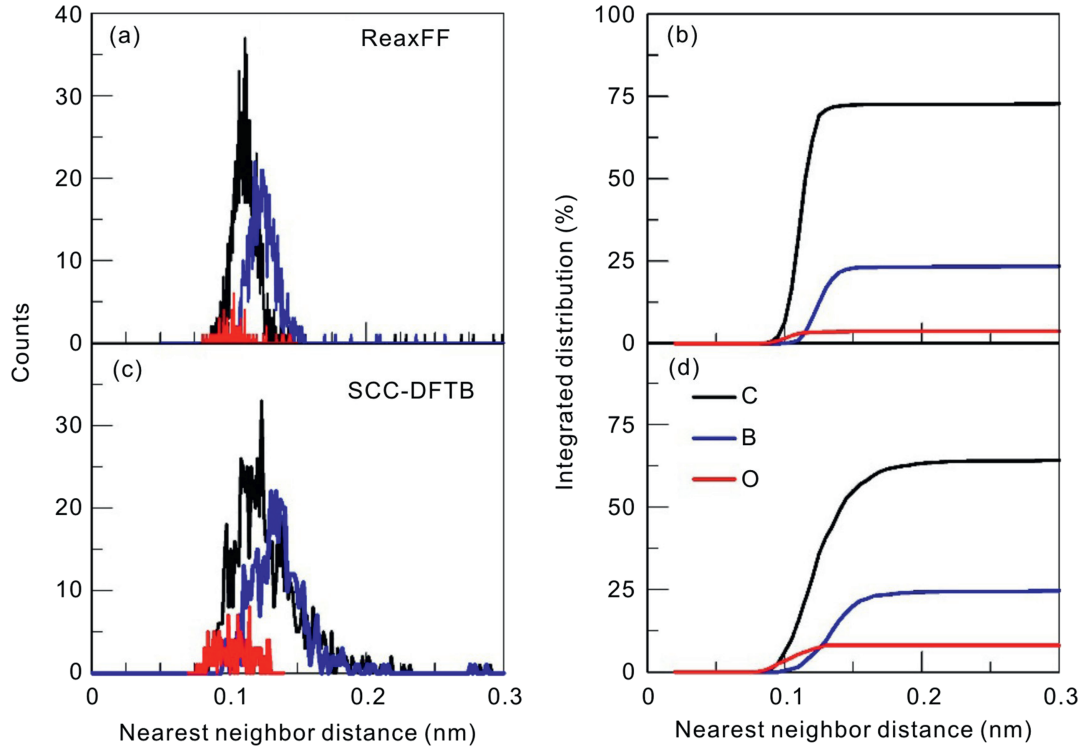 (a)
ReaxFF
40
30
20
10
0
Counts
(c)
SCC-DFTB
30
20
10
0
0
0.1
0.2
0.3
Nearest neighbor distance (nm)
(b)
100
75
50
25
0
Integrated distribution (%)
(d)
C
B
O
75
50
25
0
0
0.1
0.2
0.3
Nearest neighbor distance (nm)